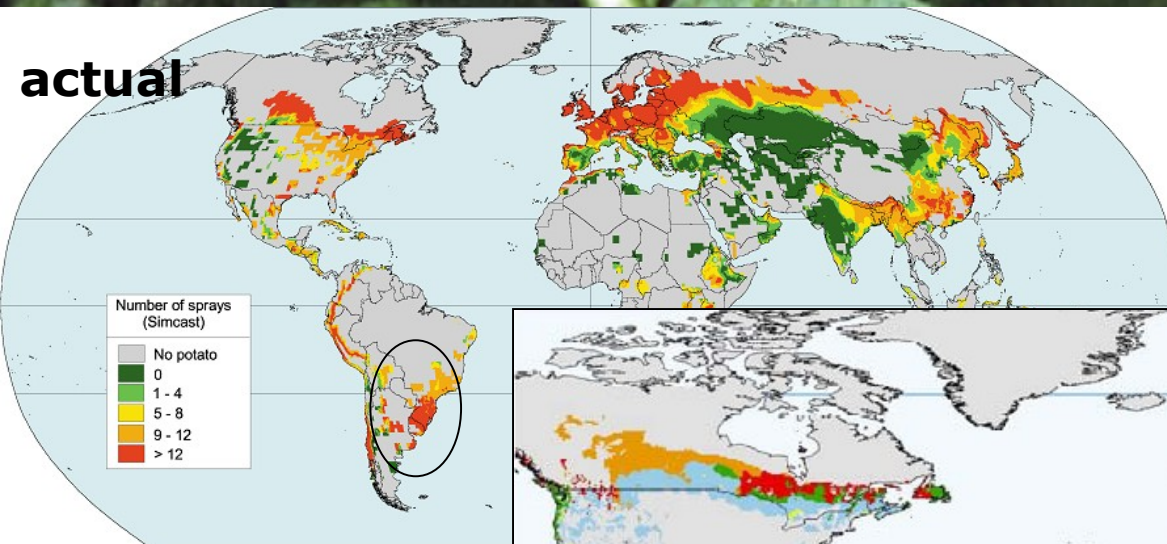 actual
Number of sprays
(Simcast)
No potato
0
1 - 4
5 - 8
9 - 12
> 12